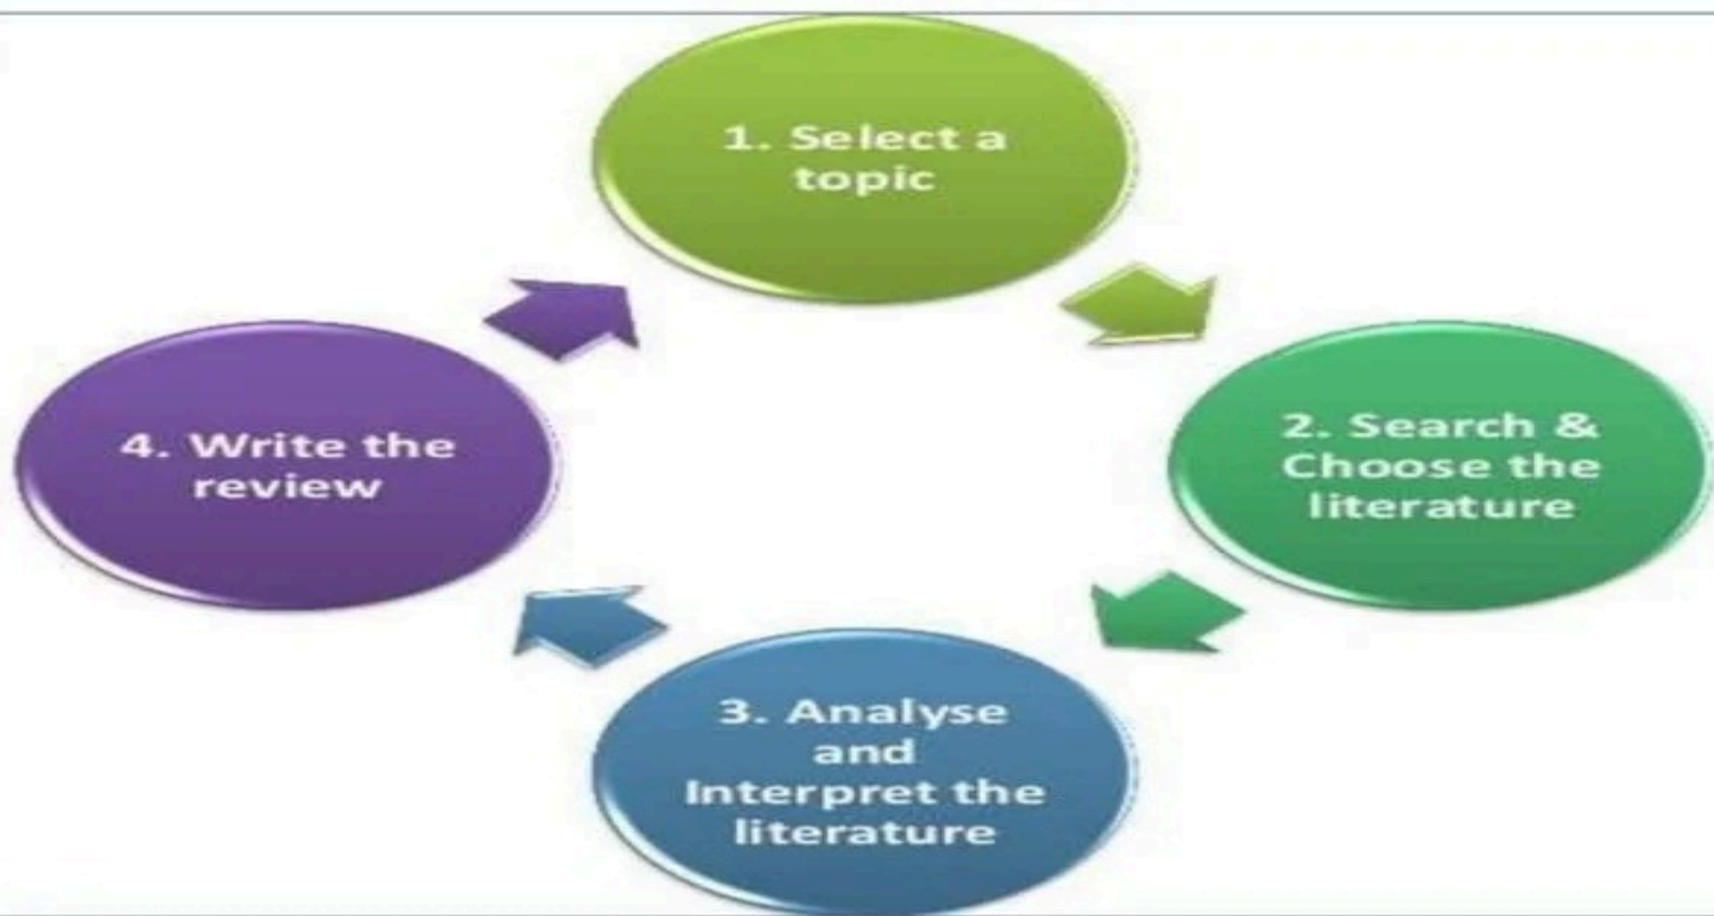 1. Select a
topic
2. Search &
Choose the
literature
3. Analyse
and
Interpret the
literature
4. Write the
review